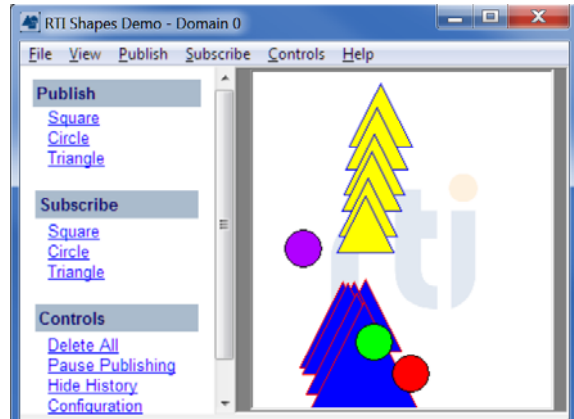 RTI Shapes Demo - Domain 0
File View Publish Subscribe Controls Help
Publish
Square
Circle
Triangle
Subscribe
Square
Circle
Triangle
Controls
Delete All
Pause Publishing
Hide History
Configuration
rti